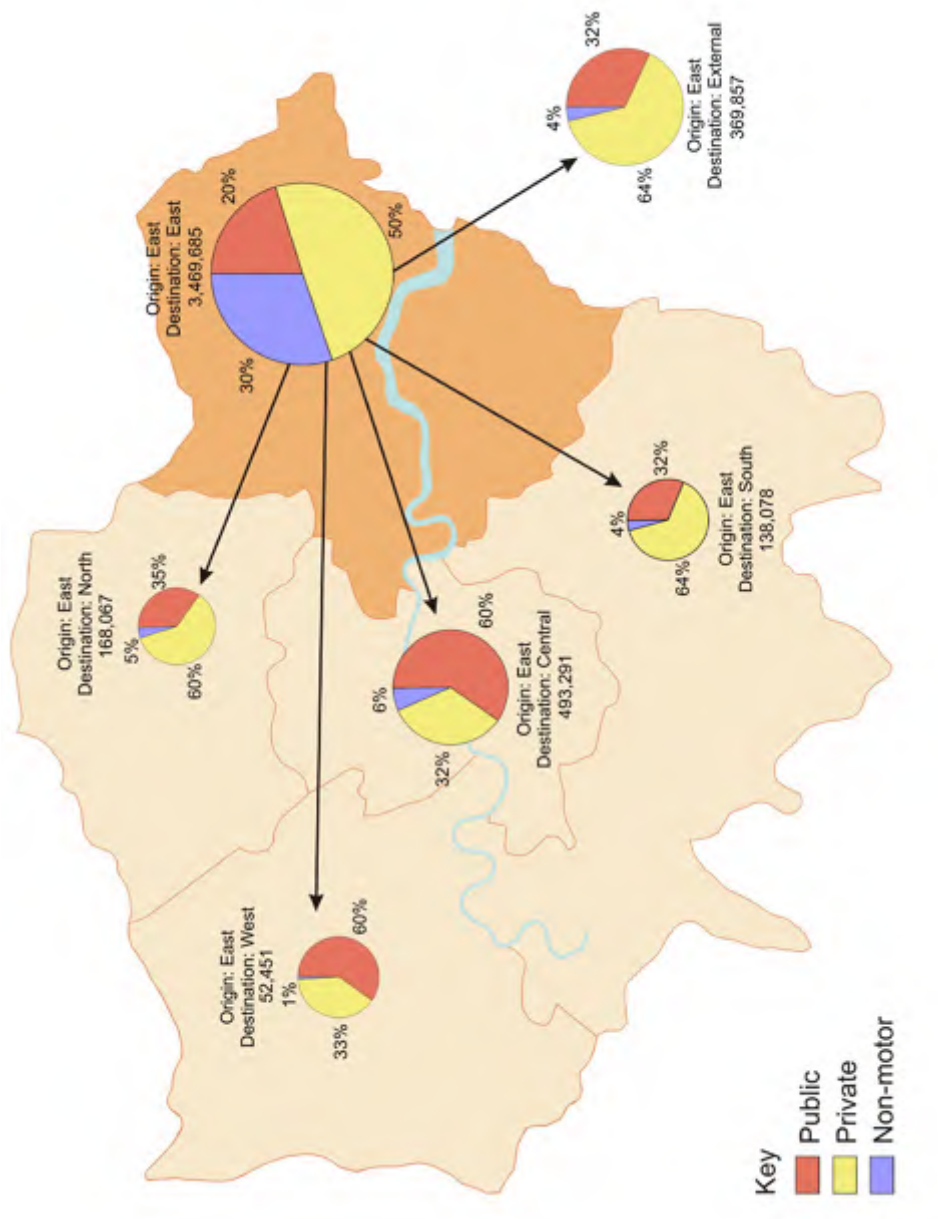 Origin: East
Destination: North
168,067
5%
35%
60%
Origin: East
Destination: East
3,469,685
20%
30%
50%
Origin: East
Destination: West
52,451
1%
60%
33%
6%
60%
32%
Origin: East
Destination: Central
493,291
4%
32%
64%
Origin: East
Destination: South
138,078
4%
32%
64%
Origin: East
Destination: External
369,857
Key
Public
Private
Non-motor